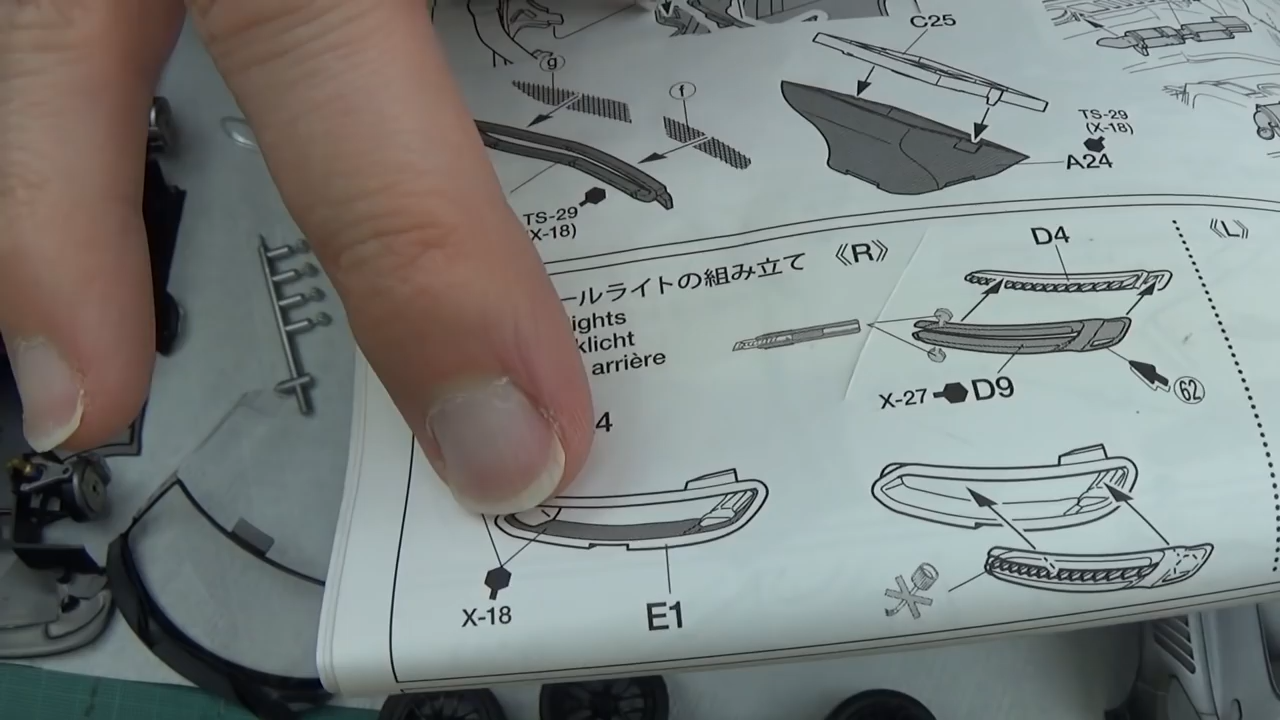 C25
g
f
TS-29
(X-18)
A24
TS-29
(X-18)
ールライトの組み立て
《R》
D4
《L》
ights
klicht
arrière
X-27
D9
62
4
X-18
E1